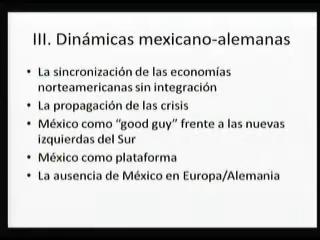 III. Dinámicas mexicano-alemanas
• La sincronización de las economías
norteamericanas sin integración
• La propagación de las crisis
• México como “good guy” frente a las nuevas
izquierdas del Sur
• México como plataforma
• La ausencia de México en Europa/Alemania